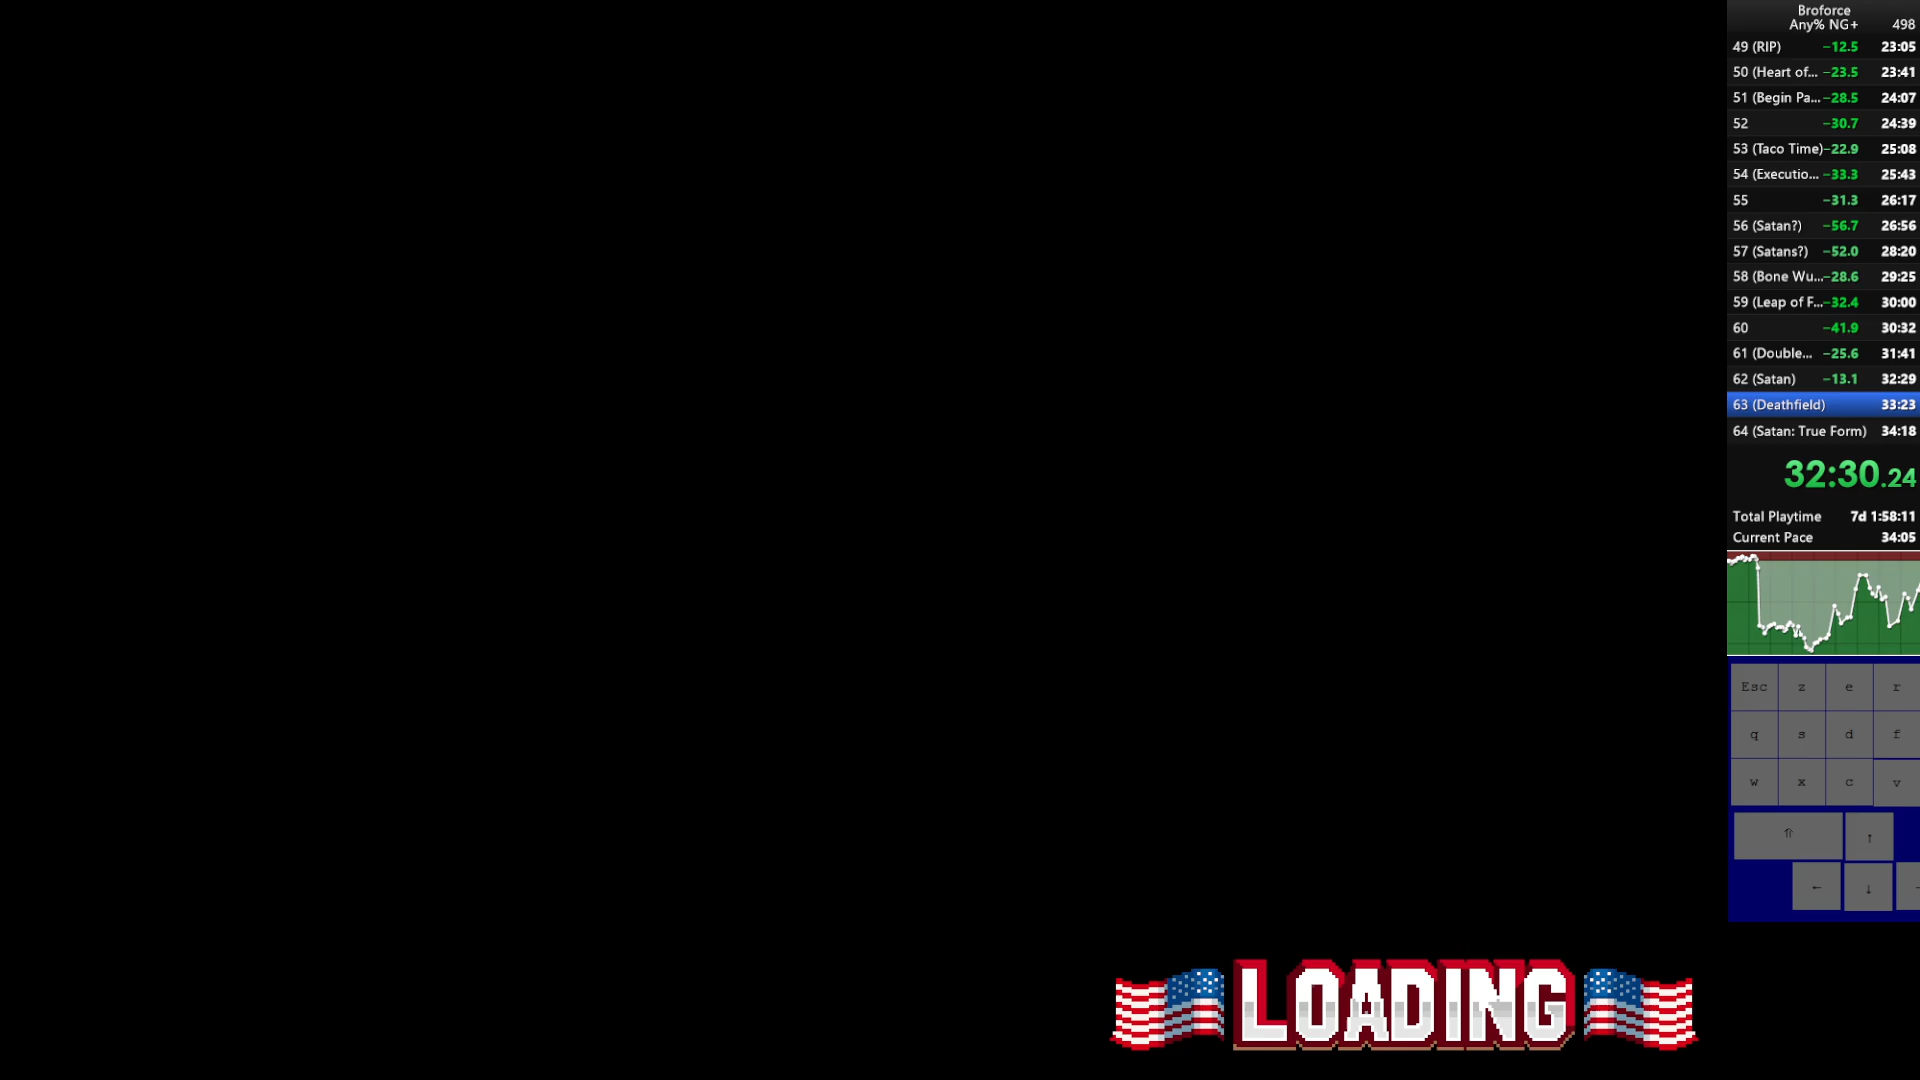 Broforce
Any% NG+ 498
49 (RIP) −12.5 23:05
50 (Heart of... −23.5 23:41
51 (Begin Pa... −28.5 24:07
52 −30.7 24:39
53 (Taco Time) −22.9 25:08
54 (Executio... −33.3 25:43
55 −31.3 26:17
56 (Satan?) −56.7 26:56
57 (Satans?) −52.0 28:20
58 (Bone Wu... −28.6 29:25
59 (Leap of F... −32.4 30:00
60 −41.9 30:32
61 (Double... −25.6 31:41
62 (Satan) −13.1 32:29
63 (Deathfield) 33:23
64 (Satan: True Form) 34:18
32:30.24
Total Playtime 7d 1:58:11
Current Pace 34:05
Esc z e r
q s d f
w x c v
⇑ ↑
← ↓
LOADING